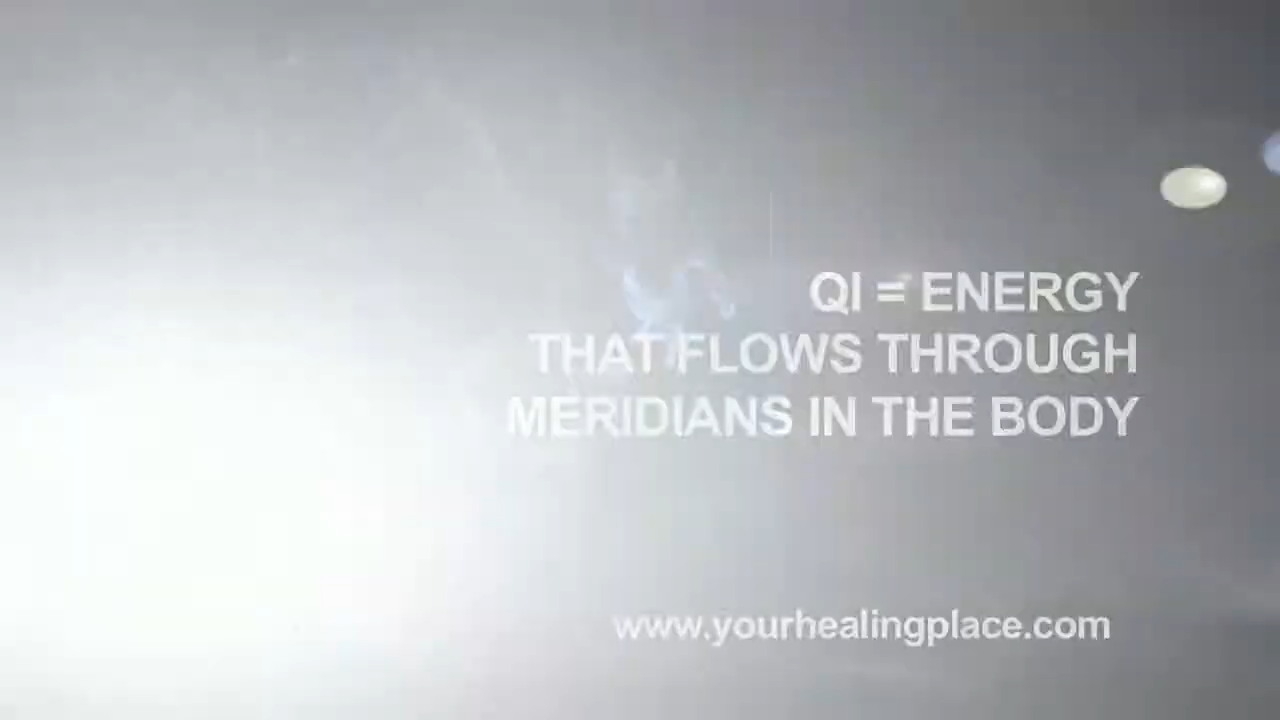 QI = ENERGY
THAT FLOWS THROUGH
MERIDIANS IN THE BODY
www.yourhealingplace.com